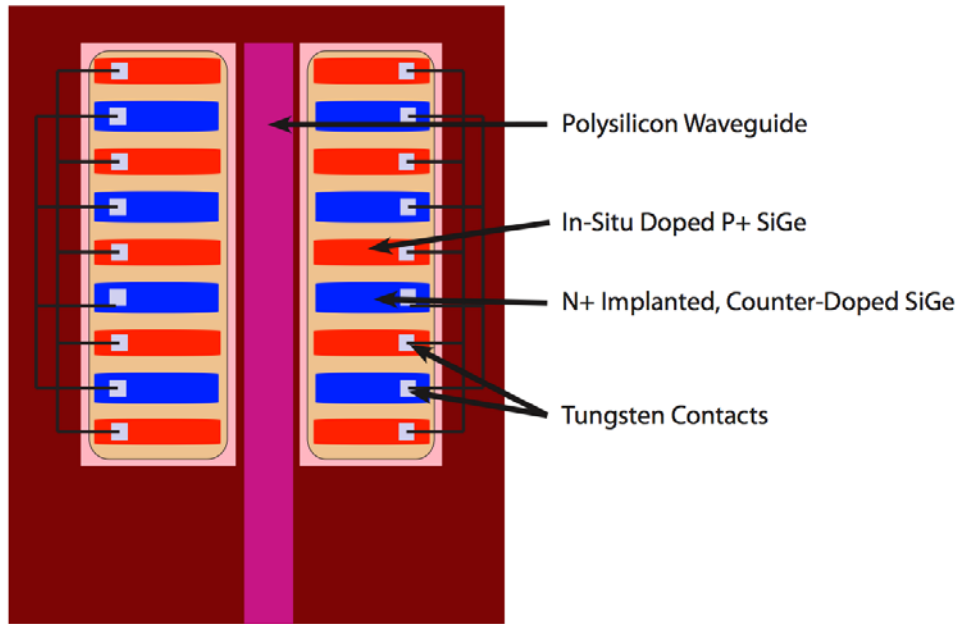 Polysilicon Waveguide
In-Situ Doped P+ SiGe
N+ Implanted, Counter-Doped SiGe
Tungsten Contacts